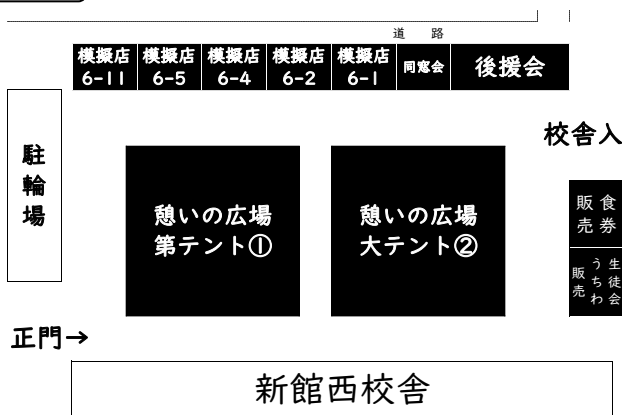 道 路
模擬店
6-11
模擬店
6-5
模擬店
6-4
模擬店
6-2
模擬店
6-1
同窓会
後援会
駐輪場
校舎入
憩いの広場
第テント①
憩いの広場
大テント②
食券
販売
生徒会
うちわ
販売
正門→
新館西校舎